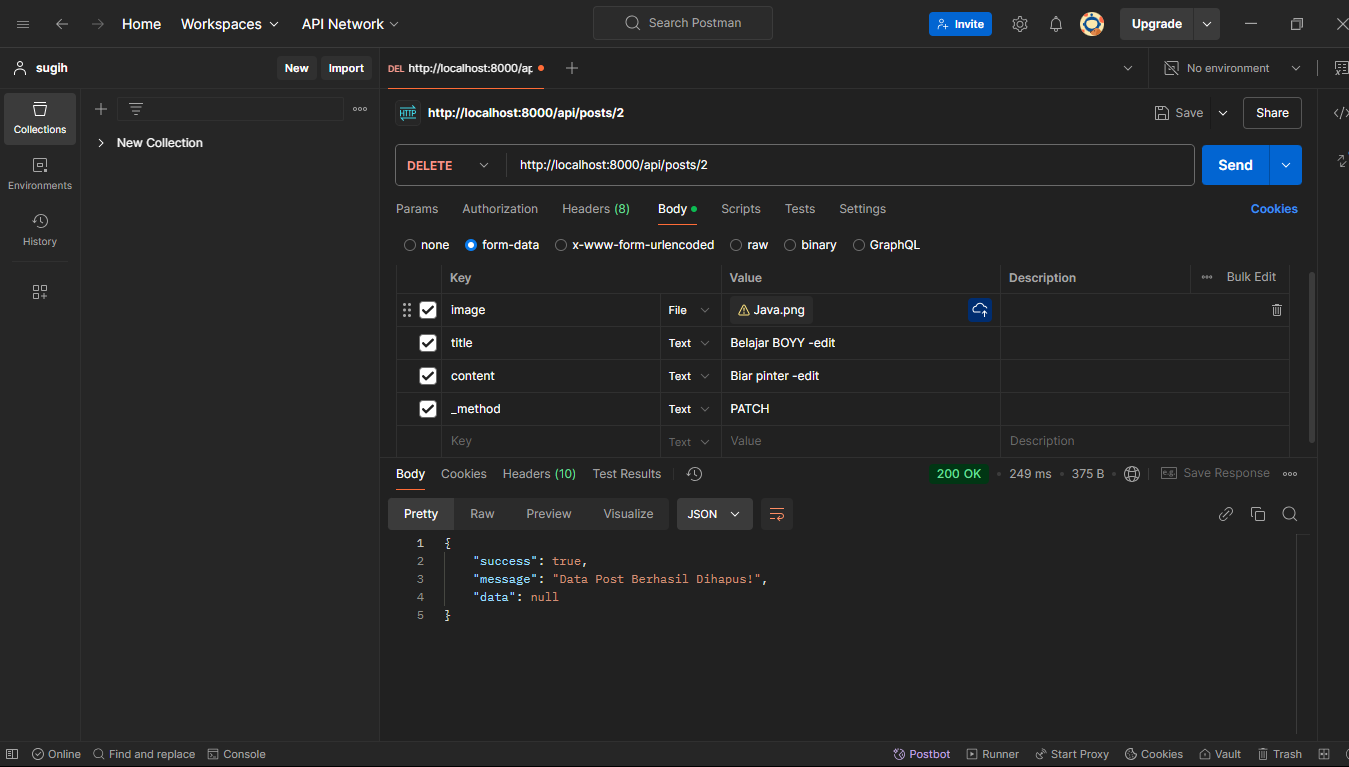 Home Workspaces API Network Search Postman Invite Upgrade
sugih New Import DEL http://localhost:8000/ap No environment
Collections
Environments
History
New Collection
HTTP http://localhost:8000/api/posts/2 Save Share
DELETE http://localhost:8000/api/posts/2 Send
Params Authorization Headers (8) Body Scripts Tests Settings Cookies
none form-data x-www-form-urlencoded raw binary GraphQL
Key Value Description Bulk Edit
image File Java.png
title Text Belajar BOYY -edit
content Text Biar pinter -edit
_method Text PATCH
Key Text Value Description
Body Cookies Headers (10) Test Results 200 OK 249 ms 375 B e.g. Save Response
Pretty Raw Preview Visualize JSON
1 {
2 "success": true,
3 "message": "Data Post Berhasil Dihapus!",
4 "data": null
5 }
Online Find and replace Console Postbot Runner Start Proxy Cookies Vault Trash